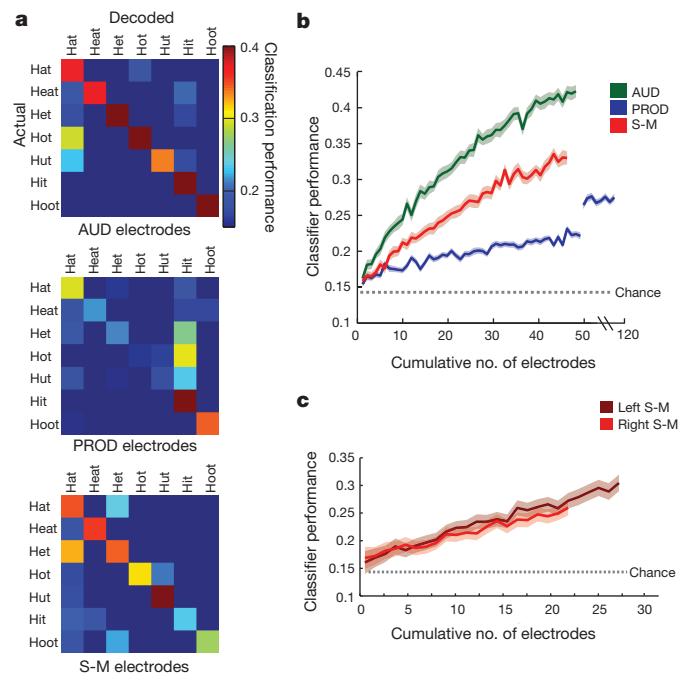 a
Decoded
Hat Heat Het Hot Hut Hit Hoot
Actual
Hat
Heat
Het
Hot
Hut
Hit
Hoot
AUD electrodes
0.4
0.3
0.2
Classification performance
Hat Heat Het Hot Hut Hit Hoot
Hat
Heat
Het
Hot
Hut
Hit
Hoot
PROD electrodes
Hat Heat Het Hot Hut Hit Hoot
Hat
Heat
Het
Hot
Hut
Hit
Hoot
S-M electrodes
b
Classifier performance
0.45
0.4
0.35
0.3
0.25
0.2
0.15
0.1
AUD
PROD
S-M
Chance
0 10 20 30 40 50 120
Cumulative no. of electrodes
c
Left S-M
Right S-M
Classifier performance
0.35
0.3
0.25
0.2
0.15
0.1
Chance
0 5 10 15 20 25 30
Cumulative no. of electrodes